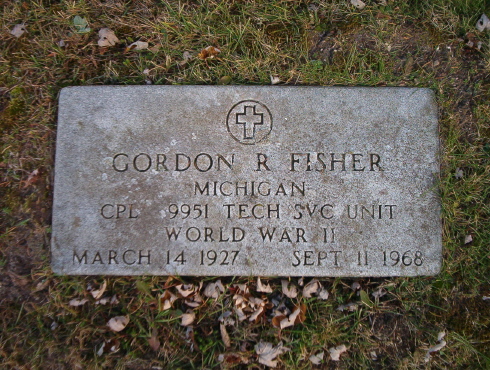 GORDON R FISHER
MICHIGAN
CPL 9951 TECH SVC UNIT
WORLD WAR II
MARCH 14 1927 SEPT 11 1968